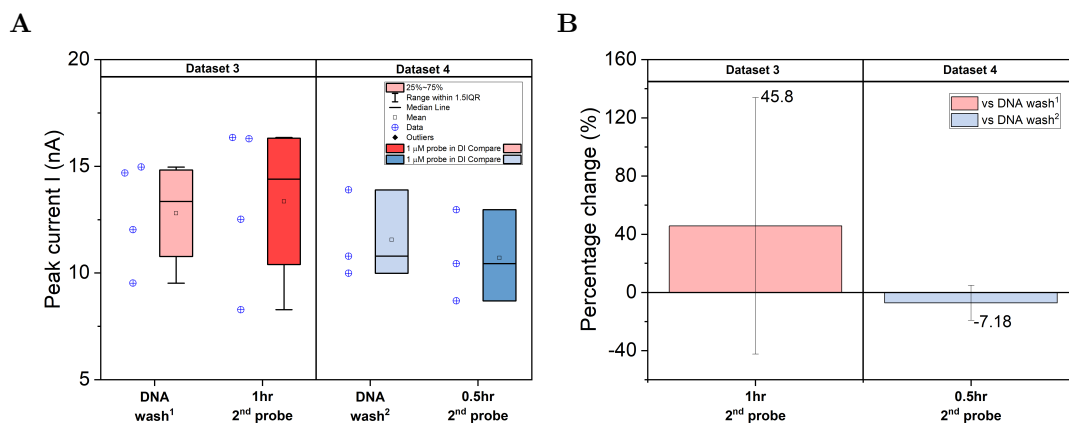 A
Peak current I (nA)
20
15
10
5
Dataset 3
Dataset 4
25%~75%
Range within 1.5IQR
Median Line
Mean
Data
Outliers
1 μM probe in DI Compare
1 μM probe in DI Compare
DNA
wash¹
1hr
2ⁿᵈ probe
DNA
wash²
0.5hr
2ⁿᵈ probe
B
Percentage change (%)
160
120
80
40
0
-40
Dataset 3
Dataset 4
45.8
vs DNA wash¹
vs DNA wash²
-7.18
1hr
2ⁿᵈ probe
0.5hr
2ⁿᵈ probe